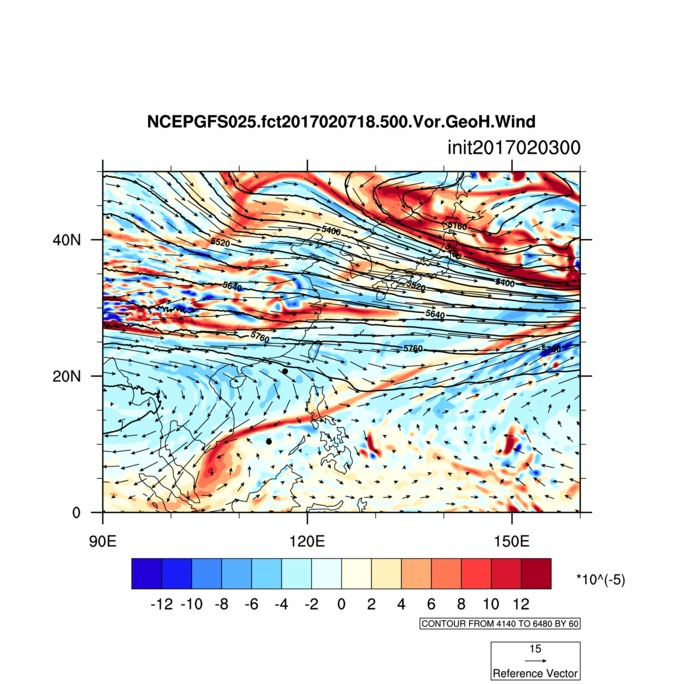 NCEPGFS025.fct2017020718.500.Vor.GeoH.Wind
init2017020300
5160
5400
5520
40N
5520
5640
5400
5640
5760
5760
20N
0
90E 120E 150E
-12 -10 -8 -6 -4 -2 0 2 4 6 8 10 12
*10^(-5)
CONTOUR FROM 4140 TO 6480 BY 60
15
Reference Vector